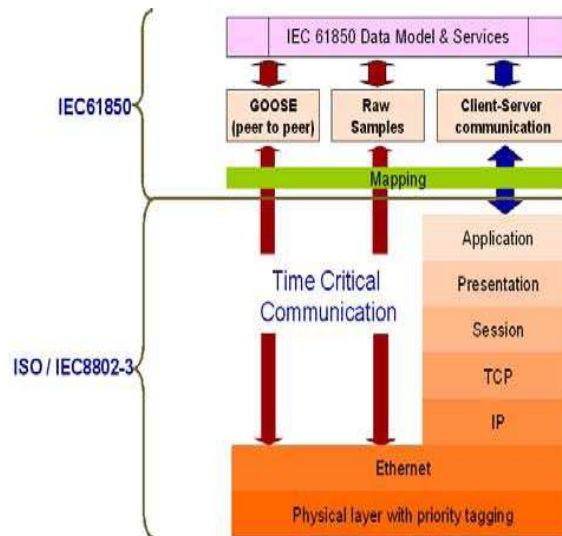 IEC 61850 Data Model & Services
IEC61850
GOOSE
(peer to peer)
Raw
Samples
Client-Server
communication
Mapping
Application
Time Critical
Communication
Presentation
Session
ISO / IEC8802-3
TCP
IP
Ethernet
Physical layer with priority tagging